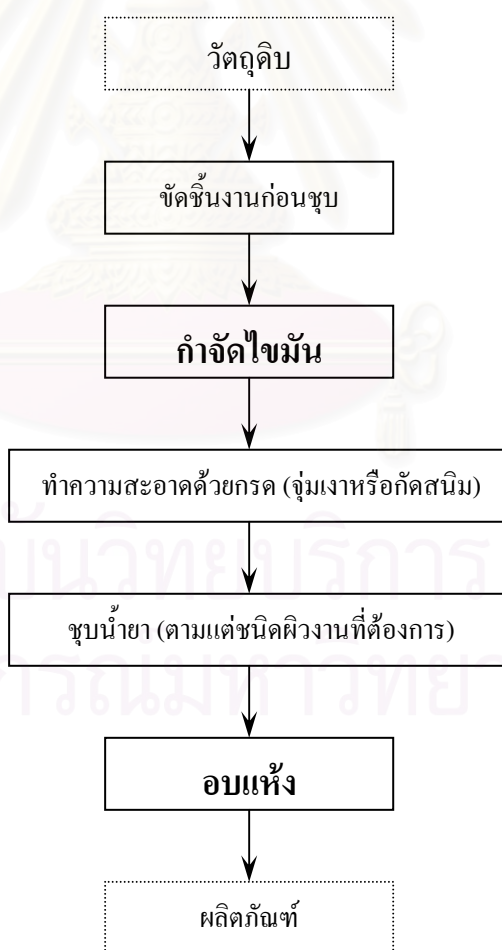 วัตถุดิบ
ขัดชิ้นงานก่อนชุบ
กำจัดไขมัน
ทำความสะอาดด้วยกรด (จุ่มเงาหรือกัดสนิม)
ชุบน้ำยา (ตามแต่ชนิดผิวงานที่ต้องการ)
อบแห้ง
ผลิตภัณฑ์